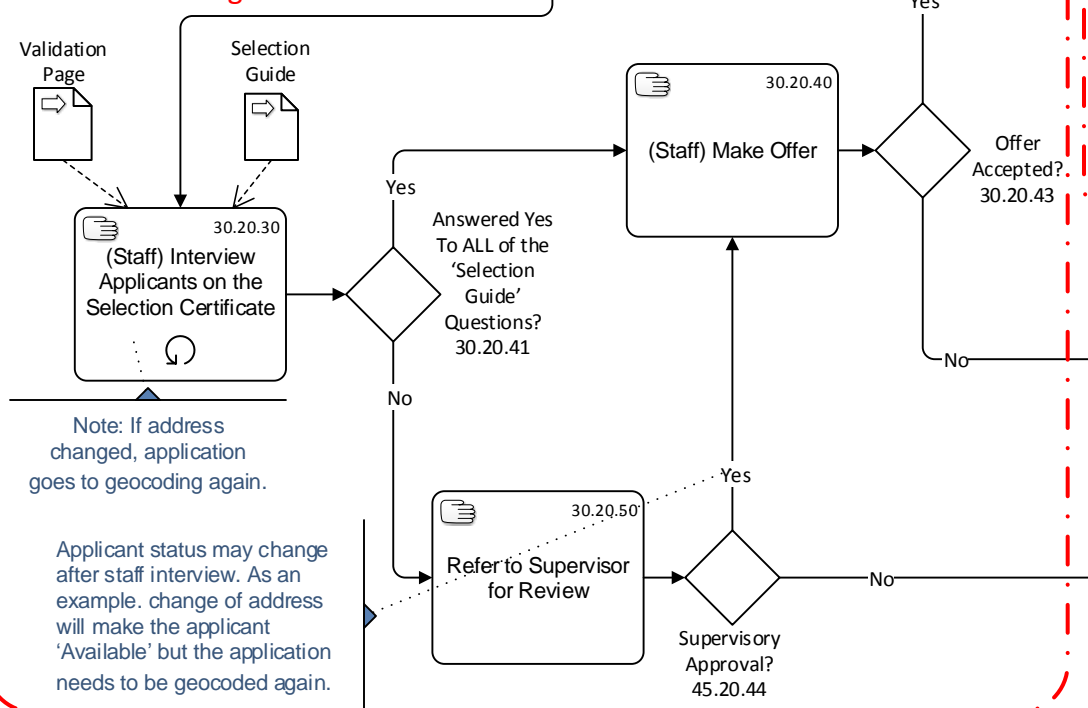 Yes
Validation
Page
Selection
Guide
30.20.40
(Staff) Make Offer
Offer
Accepted?
30.20.43
Yes
Answered Yes
To ALL of the
‘Selection
Guide’
Questions?
30.20.41
30.20.30
(Staff) Interview
Applicants on the
Selection Certificate
No
No
Note: If address
changed, application
goes to geocoding again.
Yes
30.20.50
Refer to Supervisor
for Review
No
Applicant status may change
after staff interview. As an
example. change of address
will make the applicant
‘Available’ but the application
needs to be geocoded again.
Supervisory
Approval?
45.20.44